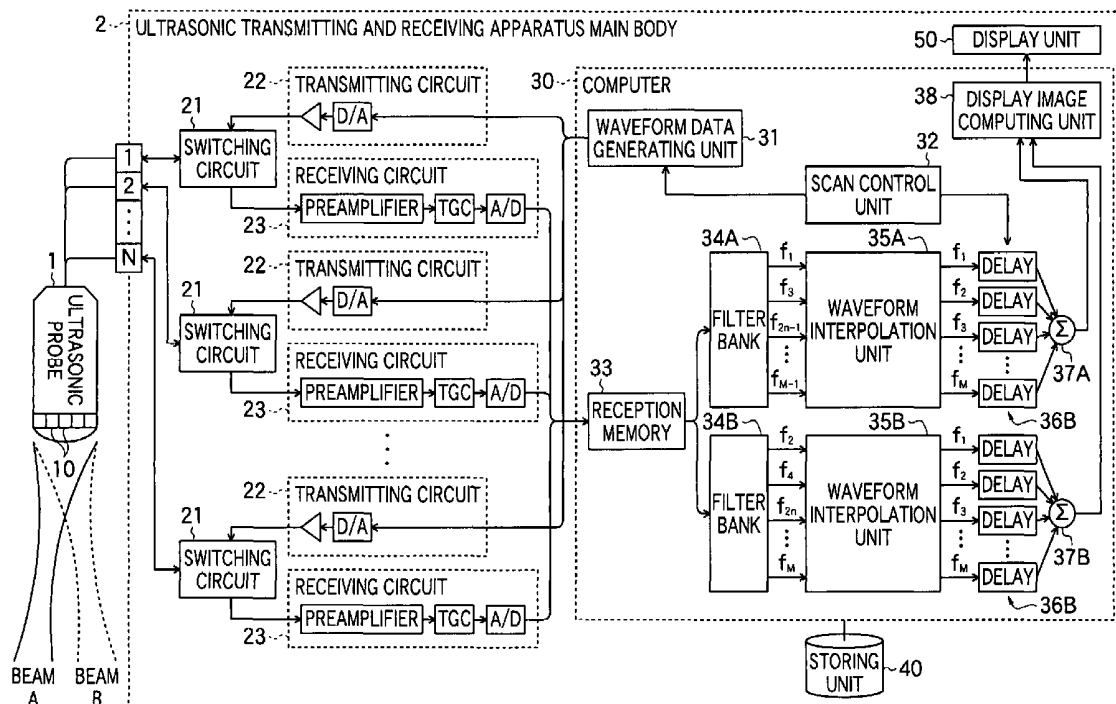 2
ULTRASONIC TRANSMITTING AND RECEIVING APPARATUS MAIN BODY
50
DISPLAY UNIT
22
TRANSMITTING CIRCUIT
D/A
21
SWITCHING CIRCUIT
RECEIVING CIRCUIT
PREAMPLIFIER
TGC
A/D
23
1
2
⋮
N
1
ULTRASONIC PROBE
10
BEAM A
BEAM B
22
TRANSMITTING CIRCUIT
D/A
21
SWITCHING CIRCUIT
RECEIVING CIRCUIT
PREAMPLIFIER
TGC
A/D
23
⋮
22
TRANSMITTING CIRCUIT
D/A
21
SWITCHING CIRCUIT
RECEIVING CIRCUIT
PREAMPLIFIER
TGC
A/D
23
30
COMPUTER
38
DISPLAY IMAGE COMPUTING UNIT
WAVEFORM DATA GENERATING UNIT
31
32
SCAN CONTROL UNIT
33
RECEPTION MEMORY
34A
FILTER BANK
f1
f3
f2n-1
⋮
fM-1
35A
WAVEFORM INTERPOLATION UNIT
f1
DELAY
f2
DELAY
f3
DELAY
⋮
⋮
fM
DELAY
Σ
37A
36B
34B
FILTER BANK
f2
f4
f2n
⋮
fM
35B
WAVEFORM INTERPOLATION UNIT
f1
DELAY
f2
DELAY
f3
DELAY
⋮
⋮
fM
DELAY
Σ
37B
36B
STORING UNIT
40